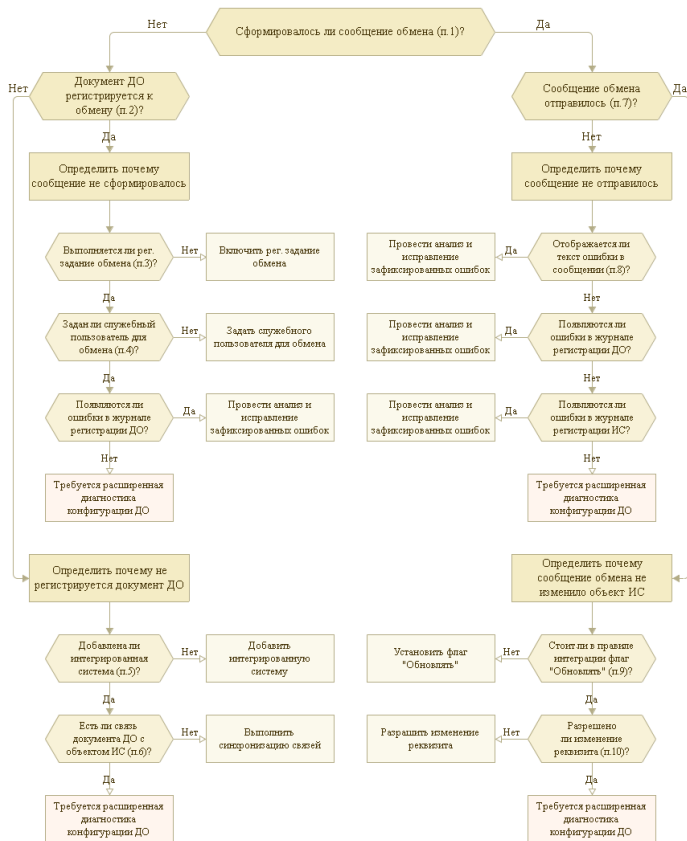 Сформировалось ли сообщение обмена (п.1)?
Нет
Да
Документ ДО
регистрируется к
обмену (п.2)?
Нет
Да
Сообщение обмена
отправилось (п.7)?
Да
Нет
Определить почему
сообщение не сформировалось
Определить почему
сообщение не отправилось
Выполняется ли рег.
задание обмена (п.3)?
Нет
Включить рег. задание
обмена
Да
Провести анализ и
исправление
зафиксированных ошибок
Да
Отображается ли
текст ошибки в
сообщении (п.8)?
Нет
Задан ли служебный
пользователь для
обмена (п.4)?
Нет
Задать служебного
пользователя для обмена
Да
Провести анализ и
исправление
зафиксированных ошибок
Да
Появляются ли
ошибки в журнале
регистрации ДО?
Нет
Появляются ли
ошибки в журнале
регистрации ДО?
Да
Провести анализ и
исправление
зафиксированных ошибок
Нет
Провести анализ и
исправление
зафиксированных ошибок
Да
Появляются ли
ошибки в журнале
регистрации ИС?
Нет
Требуется расширенная
диагностика
конфигурации ДО
Требуется расширенная
диагностика
конфигурации ДО
Определить почему не
регистрируется документ ДО
Определить почему
сообщение обмена не
изменило объект ИС
Добавлена ли
интегрированная
система (п.5)?
Нет
Добавить
интегрированную
систему
Да
Установить флаг
"Обновлять"
Нет
Стоит ли в правиле
интеграции флаг
"Обновлять" (п.9)?
Да
Есть ли связь
документа ДО с
объектом ИС (п.6)?
Нет
Выполнить
синхронизацию связей
Да
Разрашить изменение
реквизита
Нет
Разрешено
ли изменение
реквизита (п.10)?
Да
Требуется расширенная
диагностика
конфигурации ДО
Требуется расширенная
диагностика
конфигурации ДО